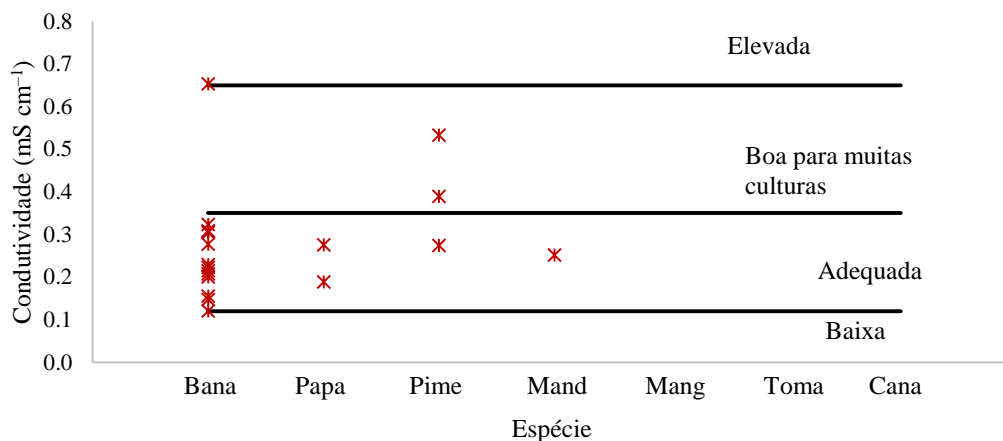 0.8
0.7
0.6
0.5
0.4
0.3
0.2
0.1
0.0
Condutividade (mS cm⁻¹)
Elevada
Boa para muitas
culturas
Adequada
Baixa
Bana Papa Pime Mand Mang Toma Cana
Espécie